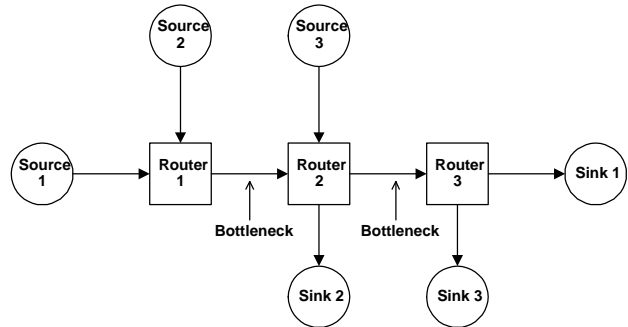 Source
2
Source
3
Source
1
Router
1
Router
2
Router
3
Sink 1
Bottleneck
Bottleneck
Sink 2
Sink 3